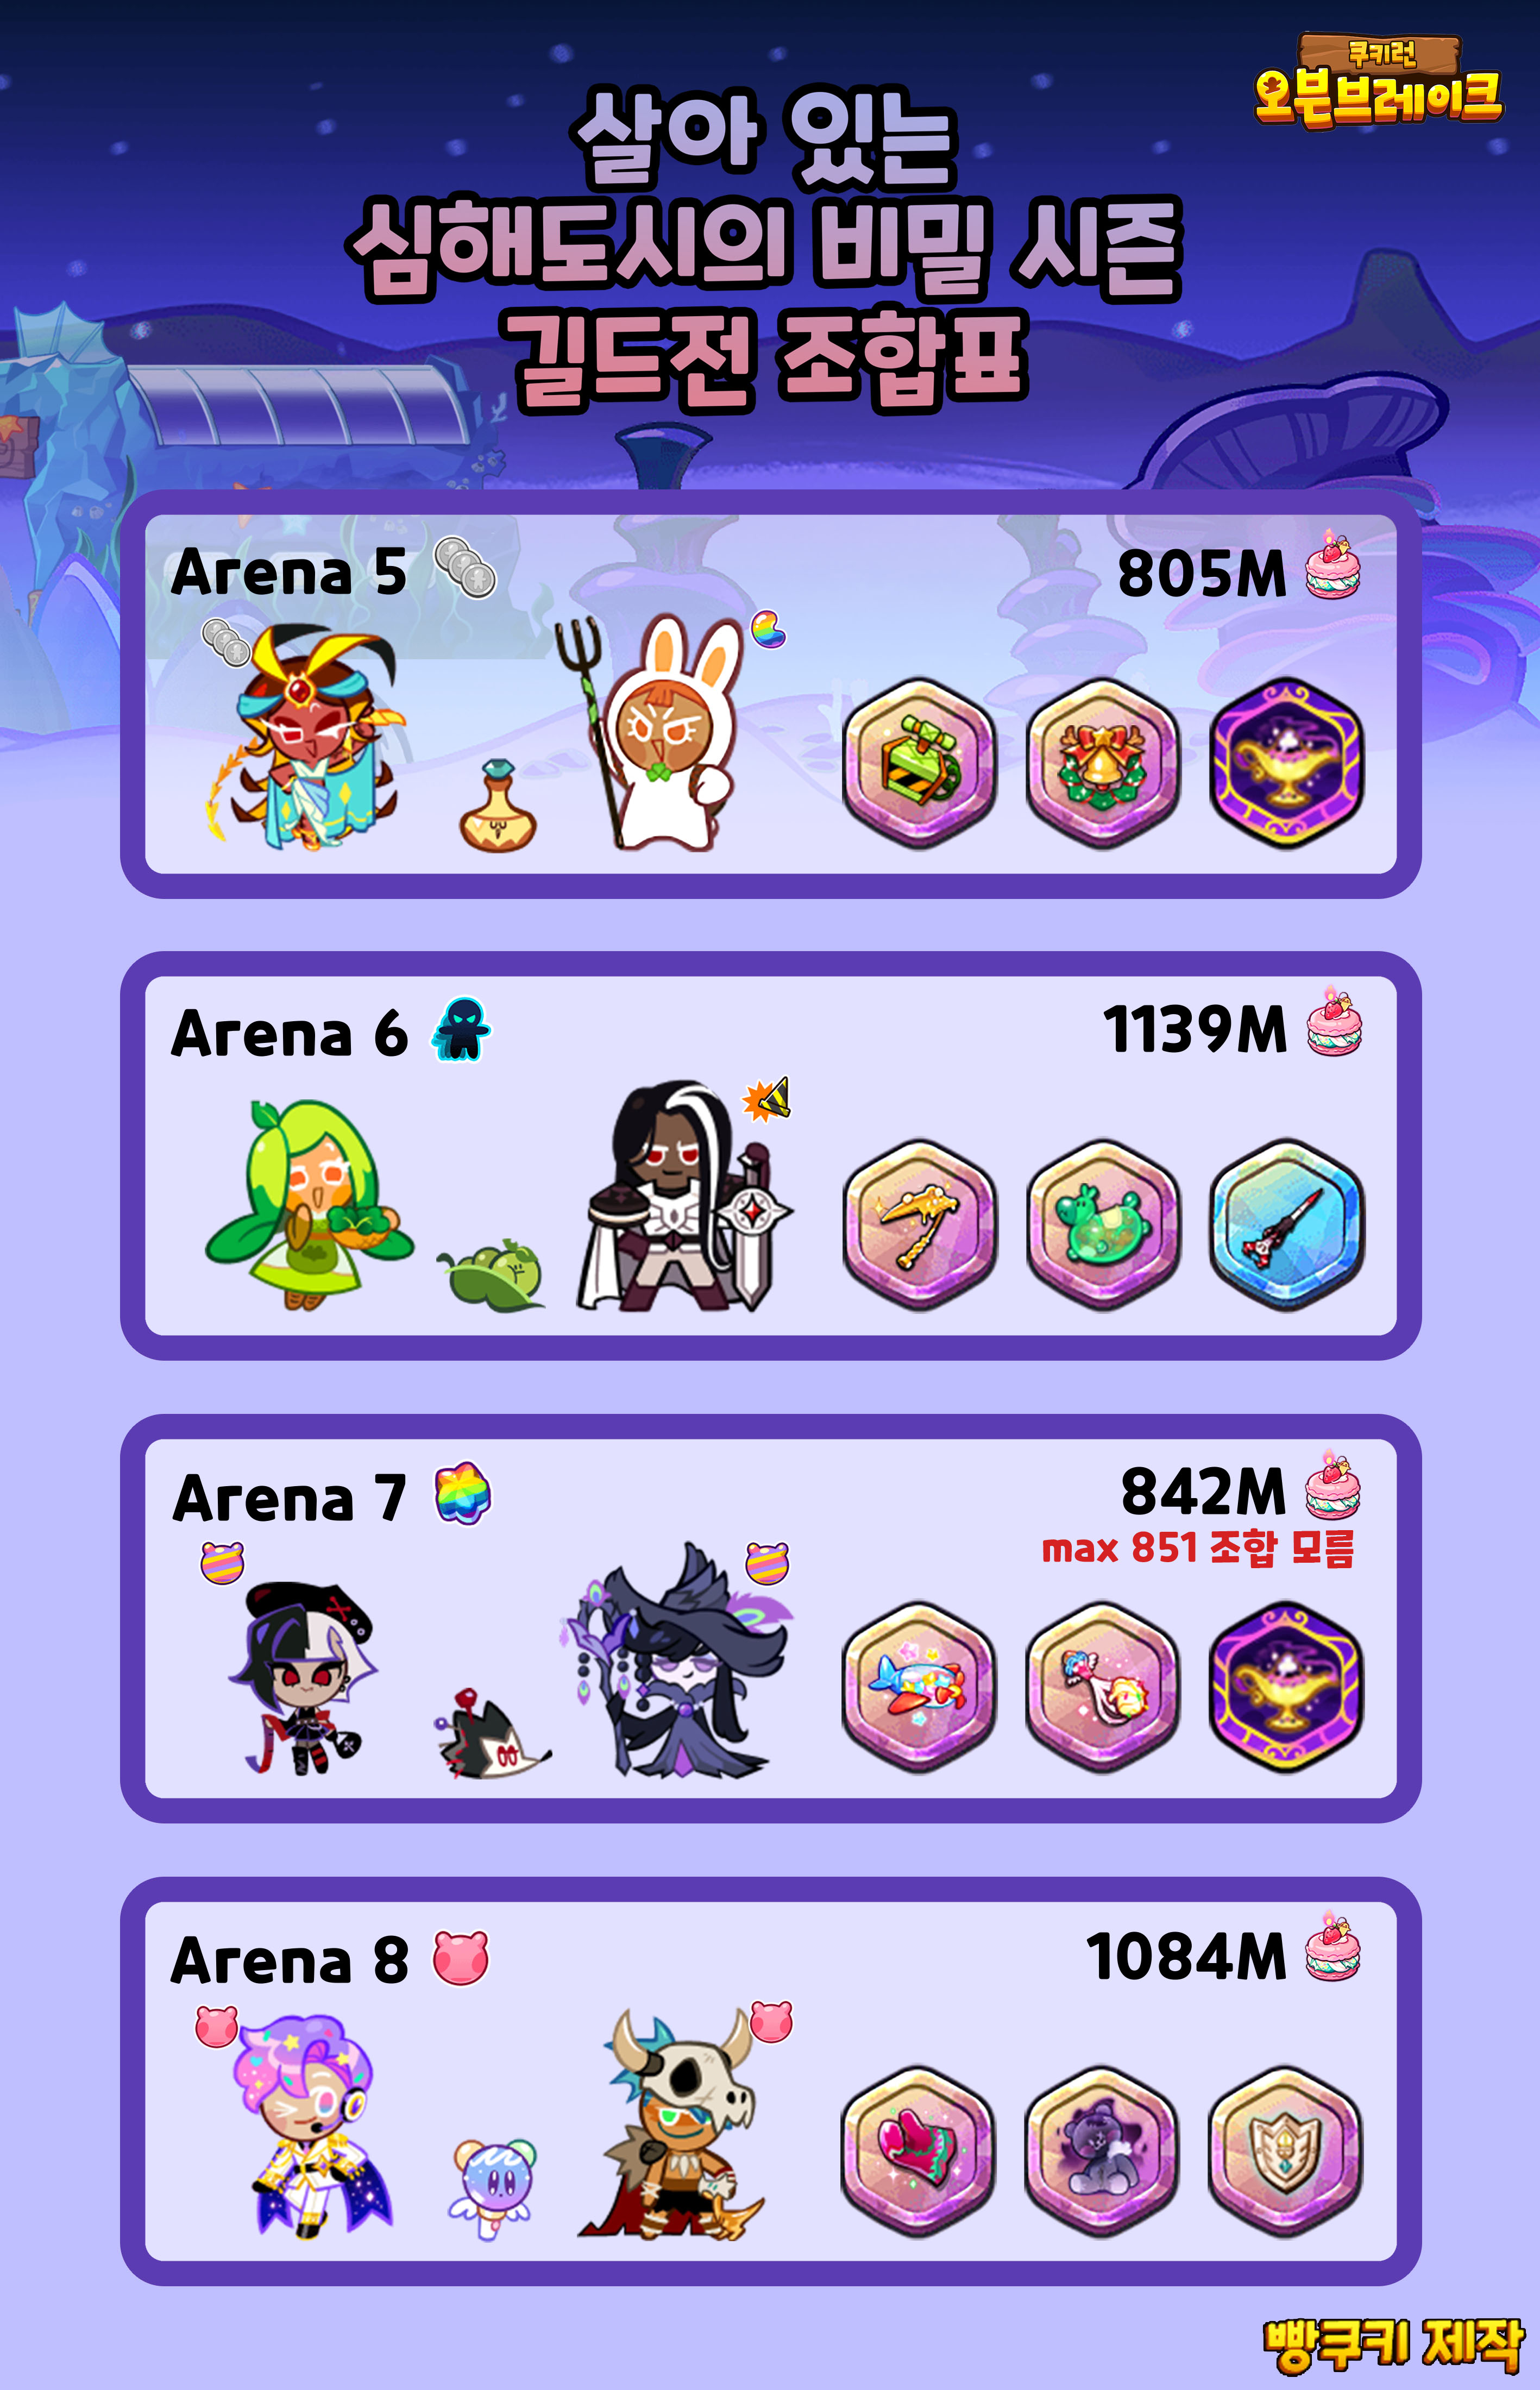 쿠키런
오븐브레이크
살아 있는
심해도시의 비밀 시즌
길드전 조합표
Arena 5
805M
Arena 6
1139M
Arena 7
842M
max 851 조합 모름
Arena 8
1084M
빵쿠키 제작